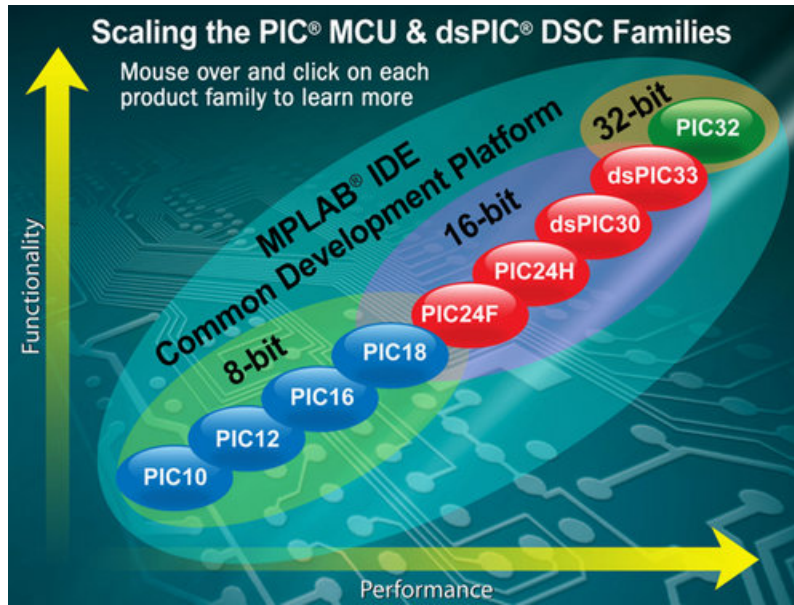 Scaling the PIC® MCU & dsPIC® DSC Families
Mouse over and click on each
product family to learn more
Functionality
MPLAB® IDE
Common Development Platform
32-bit
PIC32
dsPIC33
16-bit
dsPIC30
PIC24H
PIC24F
8-bit
PIC18
PIC16
PIC12
PIC10
Performance